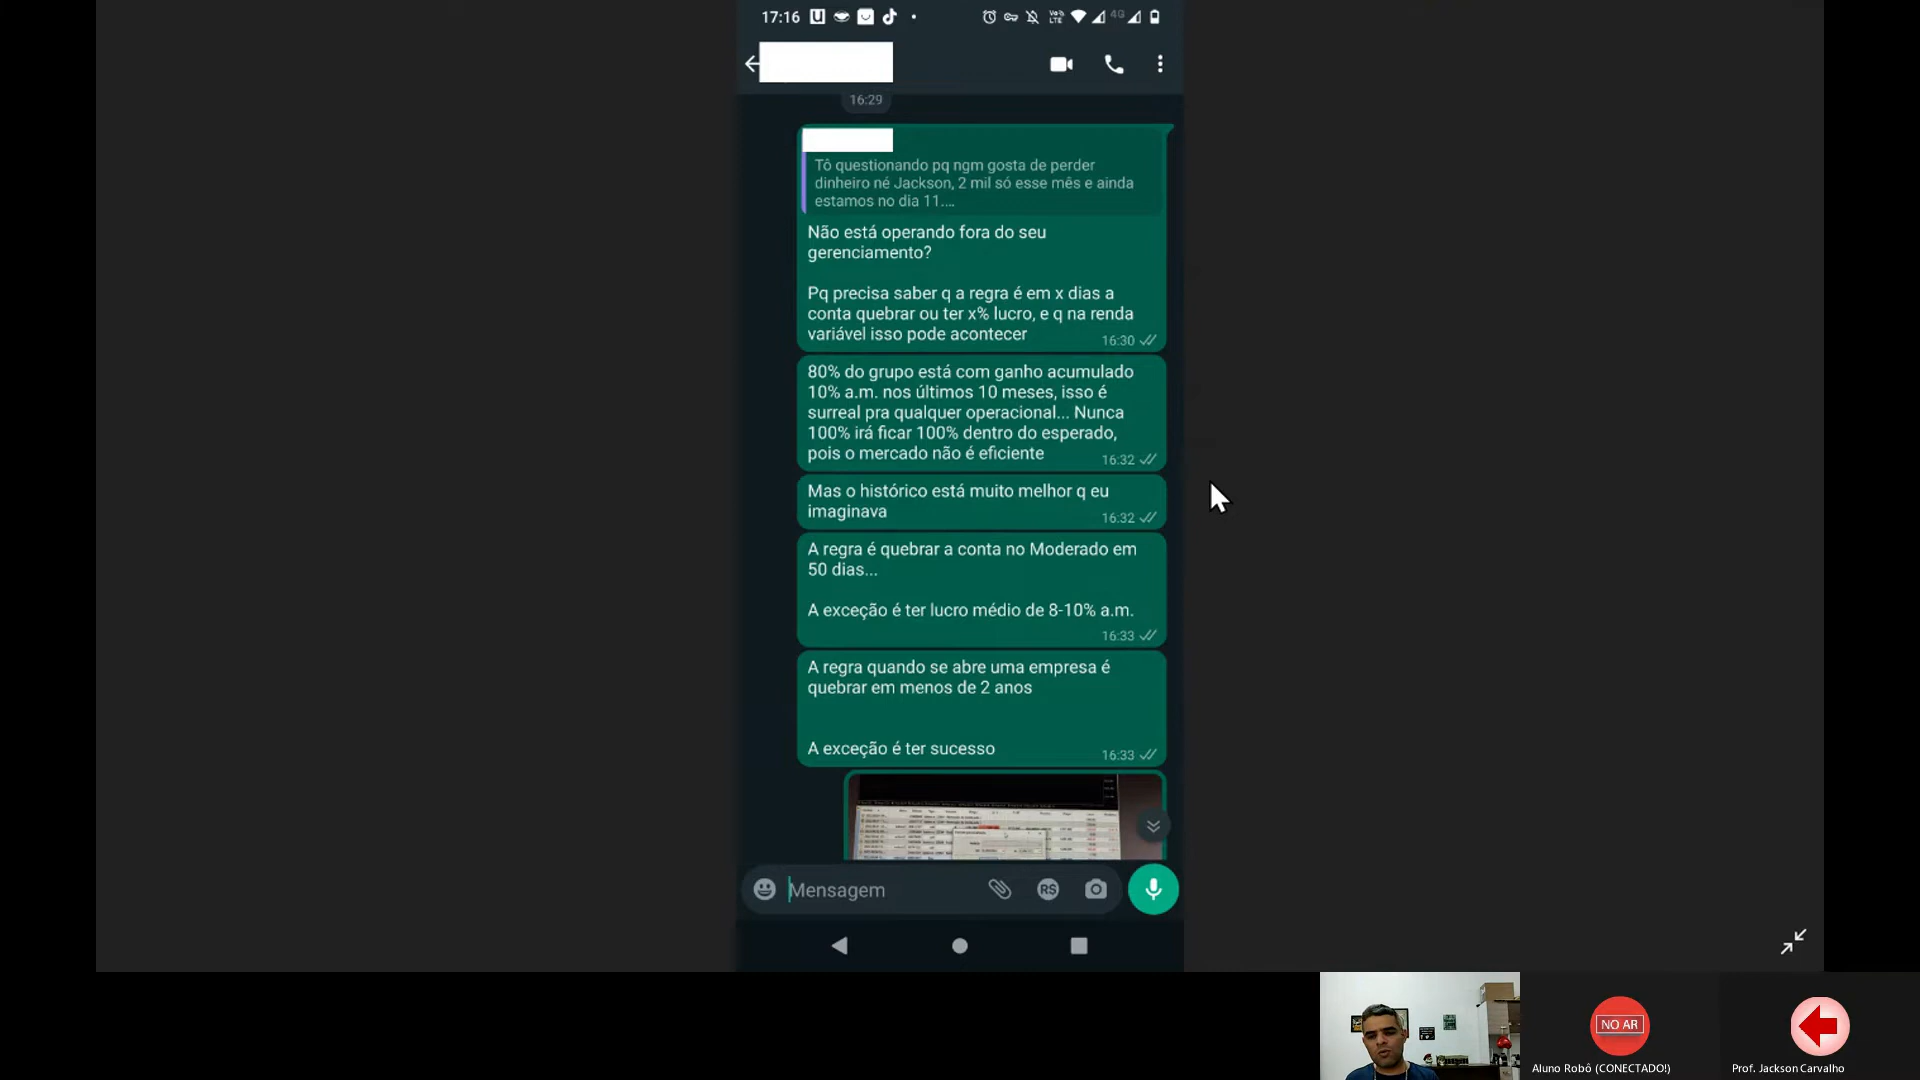 17:16
VoLTE
4G
16:29
Tô questionando pq ngm gosta de perder
dinheiro né Jackson, 2 mil só esse mês e ainda
estamos no dia 11....
Não está operando fora do seu
gerenciamento?
Pq precisa saber q a regra é em x dias a
conta quebrar ou ter x% lucro, e q na renda
variável isso pode acontecer
16:30
80% do grupo está com ganho acumulado
10% a.m. nos últimos 10 meses, isso é
surreal pra qualquer operacional... Nunca
100% irá ficar 100% dentro do esperado,
pois o mercado não é eficiente
16:32
Mas o histórico está muito melhor q eu
imaginava
16:32
A regra é quebrar a conta no Moderado em
50 dias...
A exceção é ter lucro médio de 8-10% a.m.
16:33
A regra quando se abre uma empresa é
quebrar em menos de 2 anos
A exceção é ter sucesso
16:33
Mensagem
R$
NO AR
Aluno Robô (CONECTADO!)
Prof. Jackson Carvalho